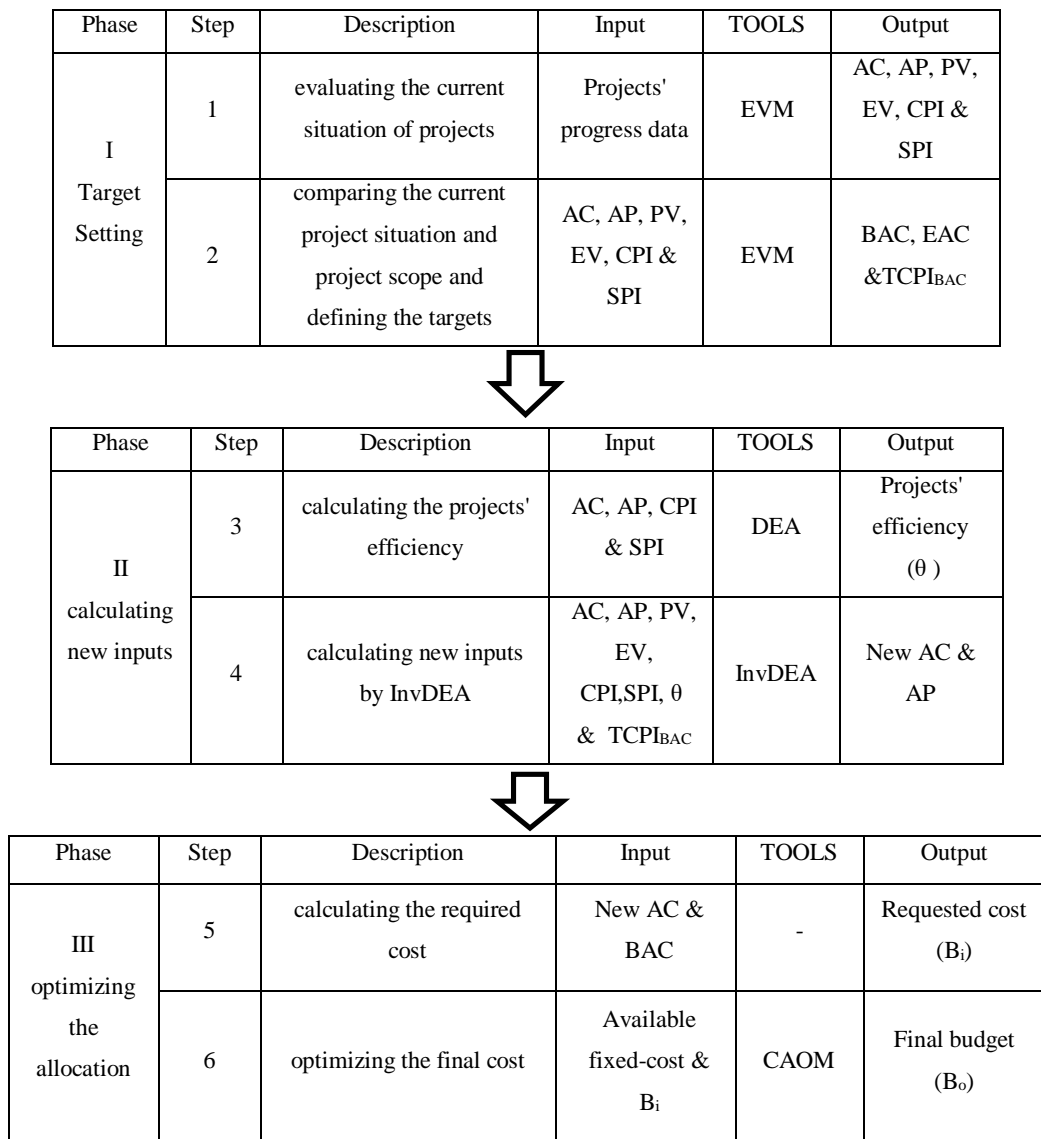 Phase Step Description Input TOOLS Output
I
Target
Setting
1
evaluating the current
situation of projects
Projects'
progress data
EVM
AC, AP, PV,
EV, CPI &
SPI
2
comparing the current
project situation and
project scope and
defining the targets
AC, AP, PV,
EV, CPI &
SPI
EVM
BAC, EAC
&TCPIBAC
Phase Step Description Input TOOLS Output
II
calculating
new inputs
3
calculating the projects'
efficiency
AC, AP, CPI
& SPI
DEA
Projects'
efficiency
(θ )
4
calculating new inputs
by InvDEA
AC, AP, PV,
EV,
CPI,SPI, θ
& TCPIBAC
InvDEA
New AC &
AP
Phase Step Description Input TOOLS Output
III
optimizing
the
allocation
5
calculating the required
cost
New AC &
BAC
-
Requested cost
(Bi)
6
optimizing the final cost
Available
fixed-cost &
Bi
CAOM
Final budget
(Bo)